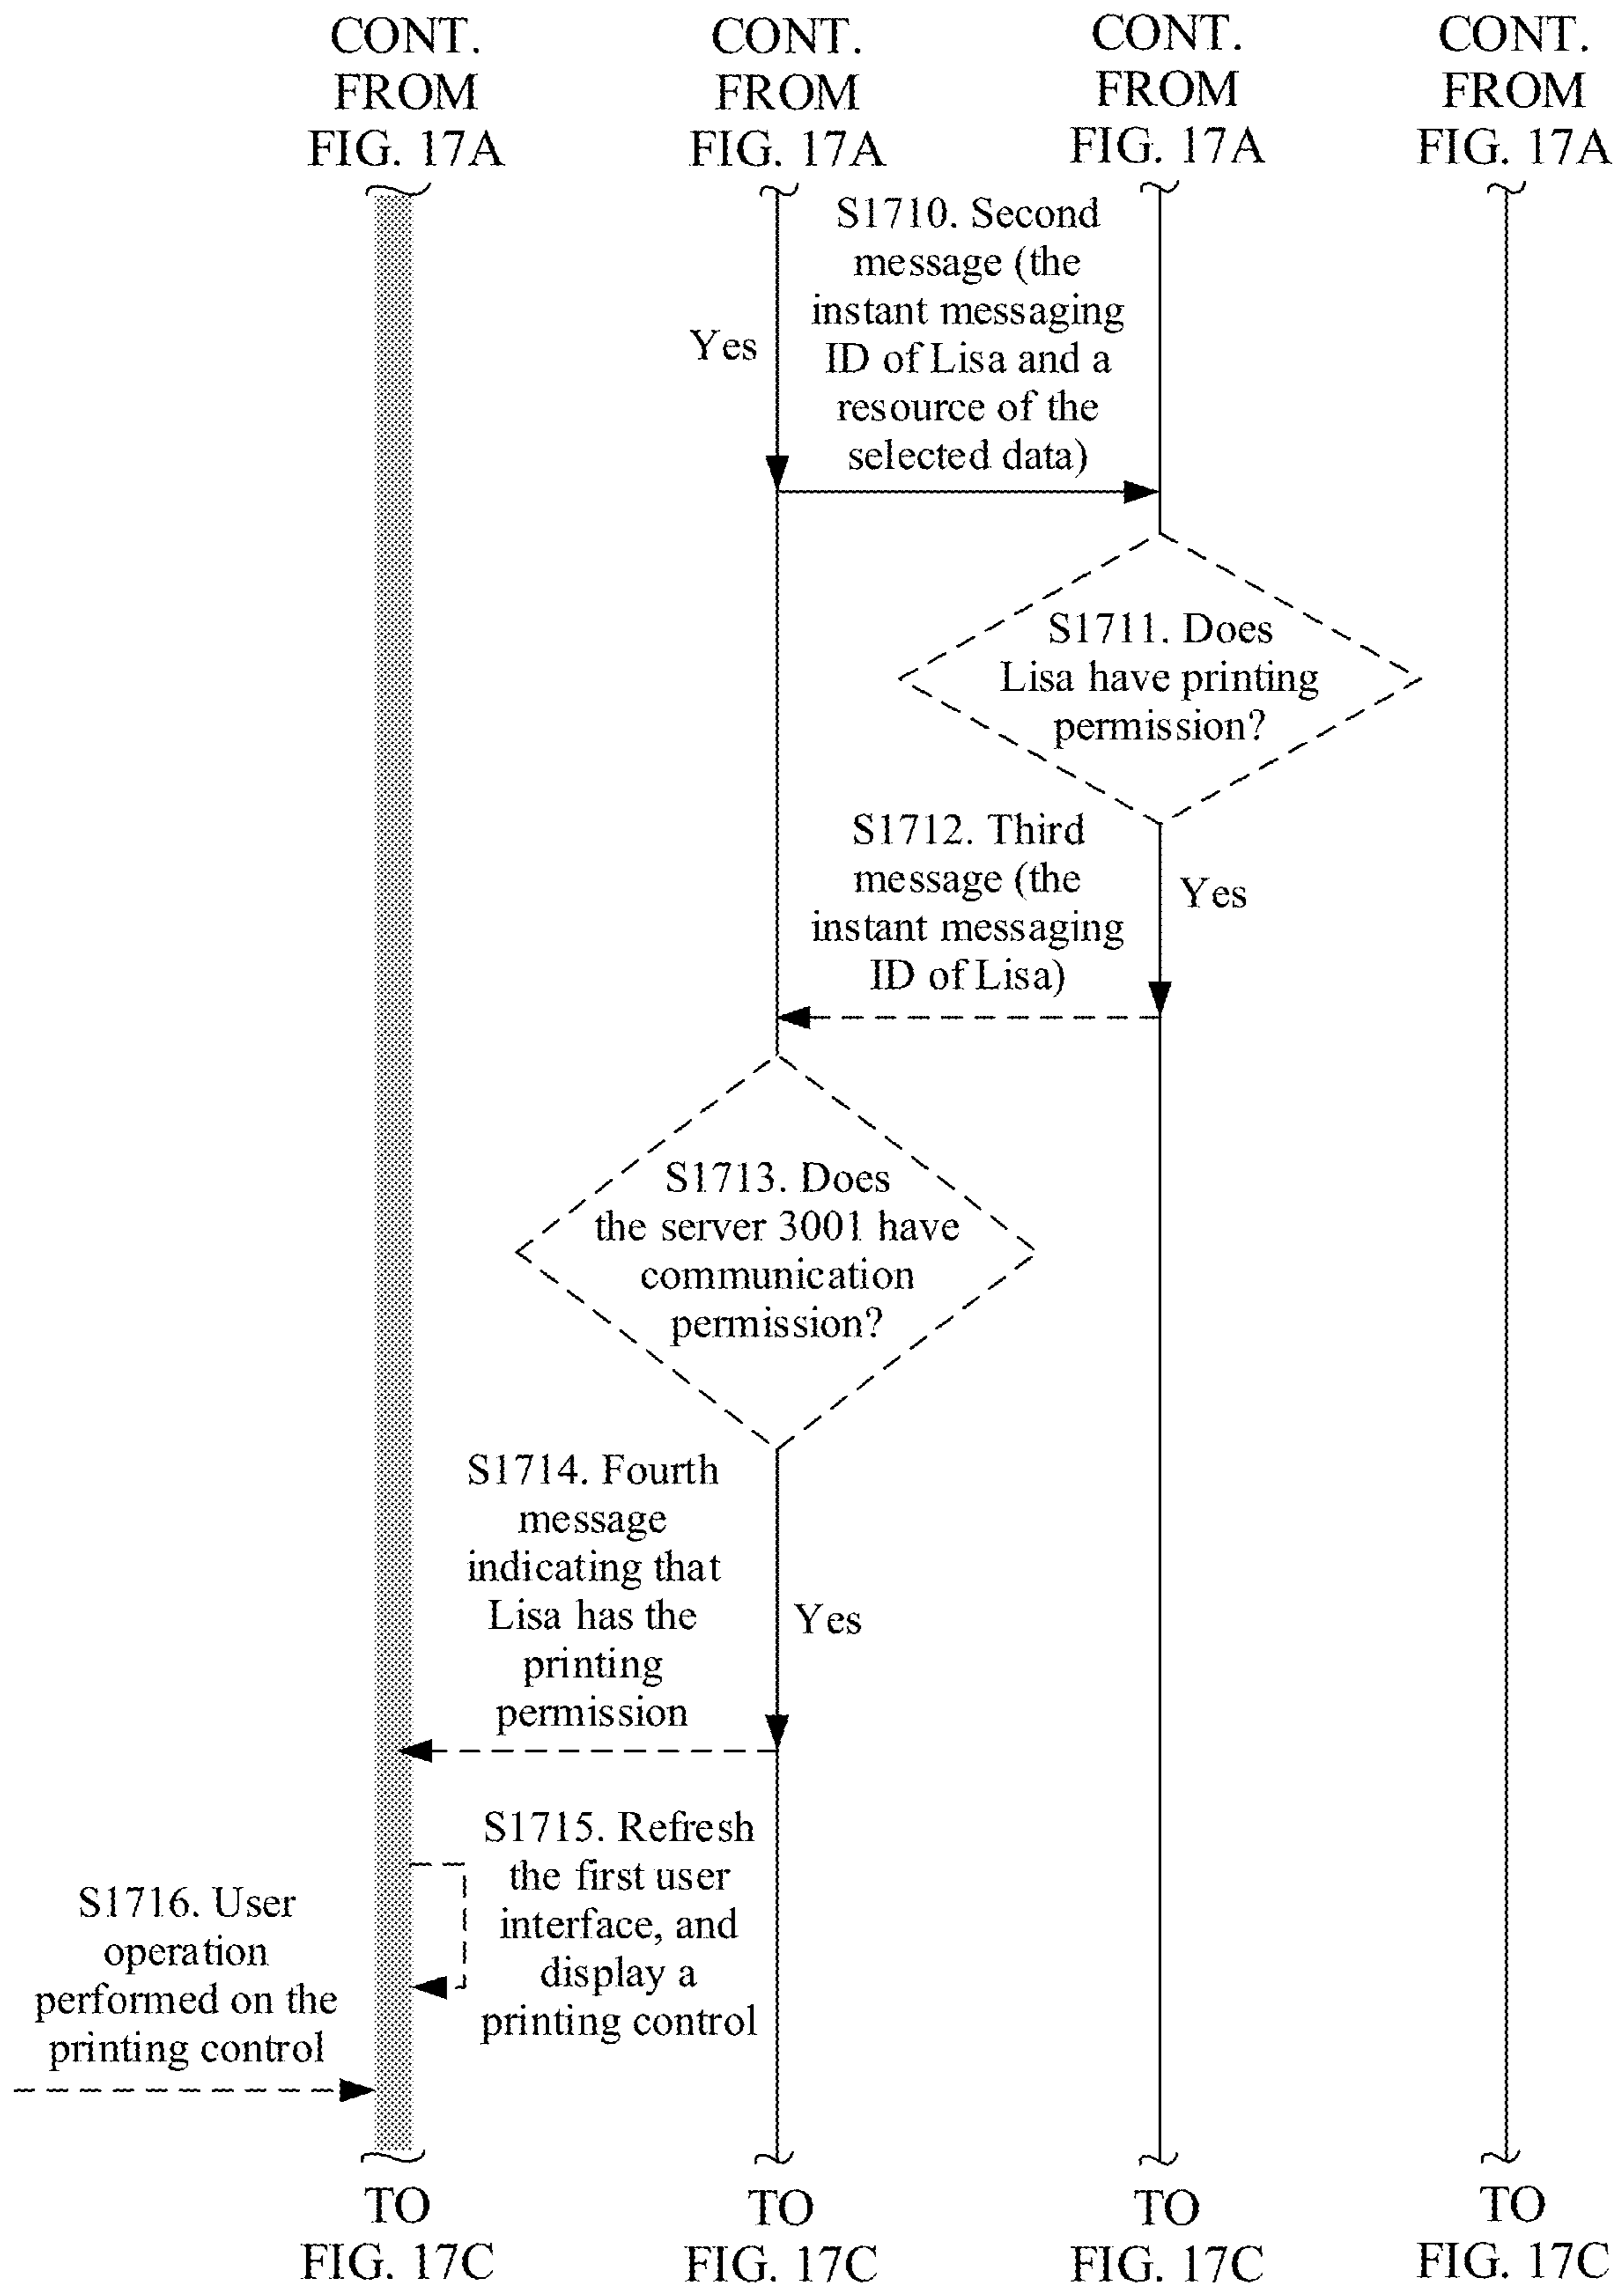 CONT.
FROM
FIG. 17A
CONT.
FROM
FIG. 17A
CONT.
FROM
FIG. 17A
CONT.
FROM
FIG. 17A
S1710. Second
message (the
instant messaging
ID of Lisa and a
resource of the
selected data)
Yes
S1711. Does
Lisa have printing
permission?
S1712. Third
message (the
instant messaging
ID of Lisa)
Yes
S1713. Does
the server 3001 have
communication
permission?
S1714. Fourth
message
indicating that
Lisa has the
printing
permission
Yes
S1715. Refresh
the first user
interface, and
display a
printing control
S1716. User
operation
performed on the
printing control
TO
FIG. 17C
TO
FIG. 17C
TO
FIG. 17C
TO
FIG. 17C